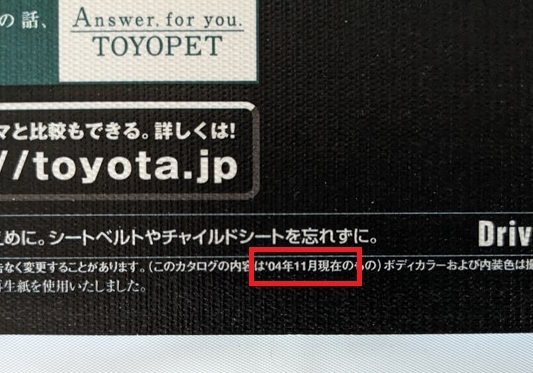 の話、
Answer. for you.
TOYOPET
マと比較もできる。詳しくは!
//toyota.jp
めに。シートベルトやチャイルドシートを忘れずに。
Driv
なく変更することがあります。(このカタログの内容は'04年11月現在のもの)ボディカラーおよび内装色は
生紙を使用いたしました。